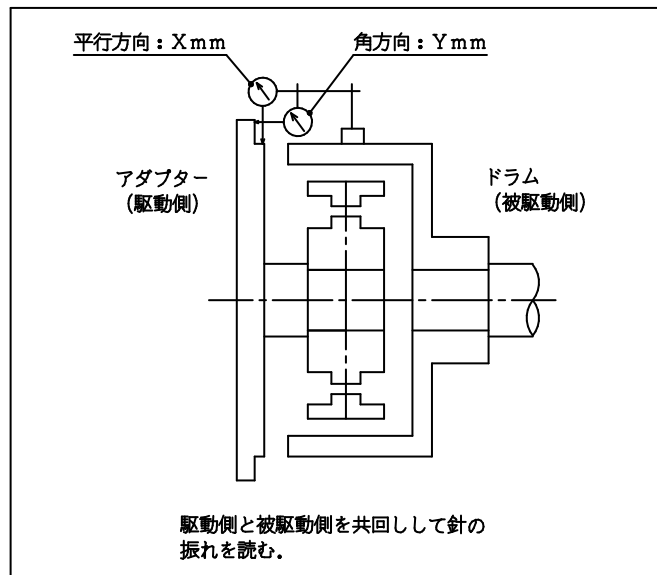 平行方向：Xmm
角方向：Ymm
アダプター
(駆動側)
ドラム
(被駆動側)
駆動側と被駆動側を共回しして針の
振れを読む。